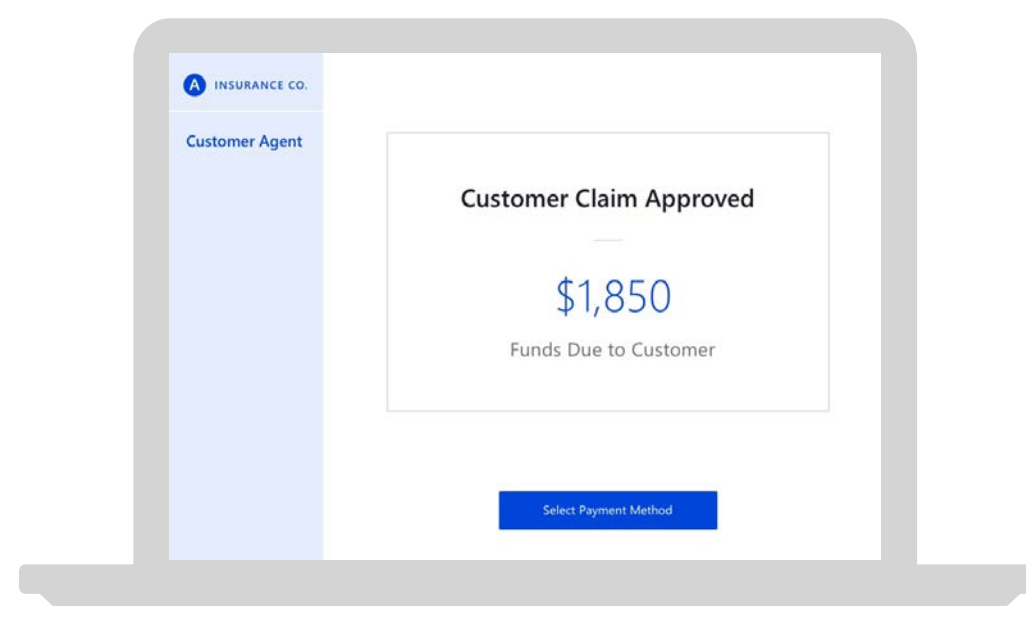 A INSURANCE CO.
Customer Agent
Customer Claim Approved
$1,850
Funds Due to Customer
Select Payment Method